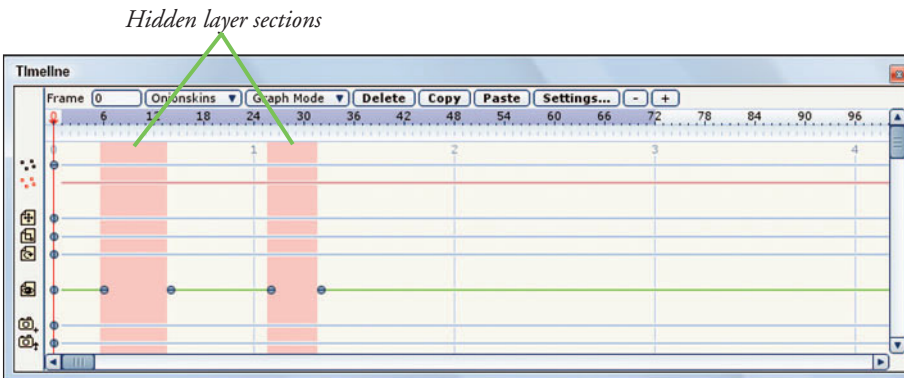 Hidden layer sections
Timeline
Frame 0 Onionskins Graph Mode Delete Copy Paste Settings... - +
0 6 12 18 24 30 36 42 48 54 60 66 72 78 84 90 96
0 1 2 3 4